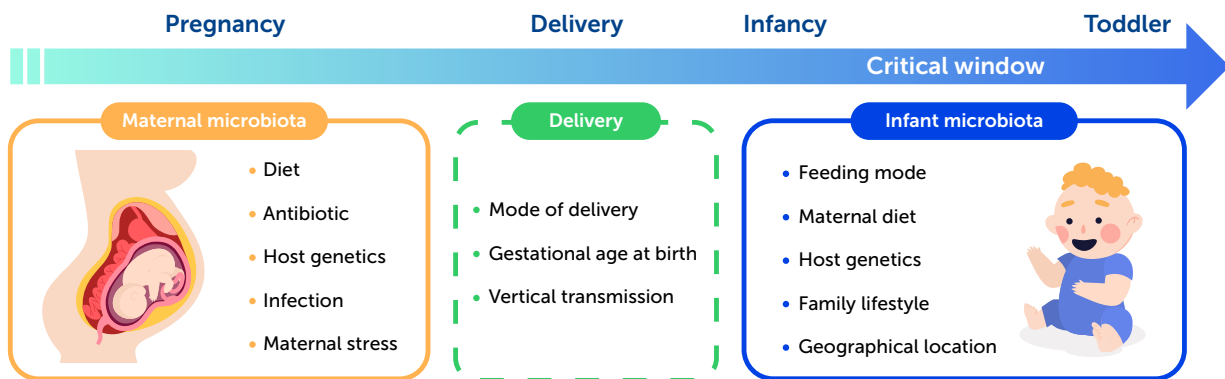 Pregnancy
Delivery
Infancy
Toddler
Critical window
Maternal microbiota
• Diet
• Antibiotic
• Host genetics
• Infection
• Maternal stress
Delivery
• Mode of delivery
• Gestational age at birth
• Vertical transmission
Infant microbiota
• Feeding mode
• Maternal diet
• Host genetics
• Family lifestyle
• Geographical location